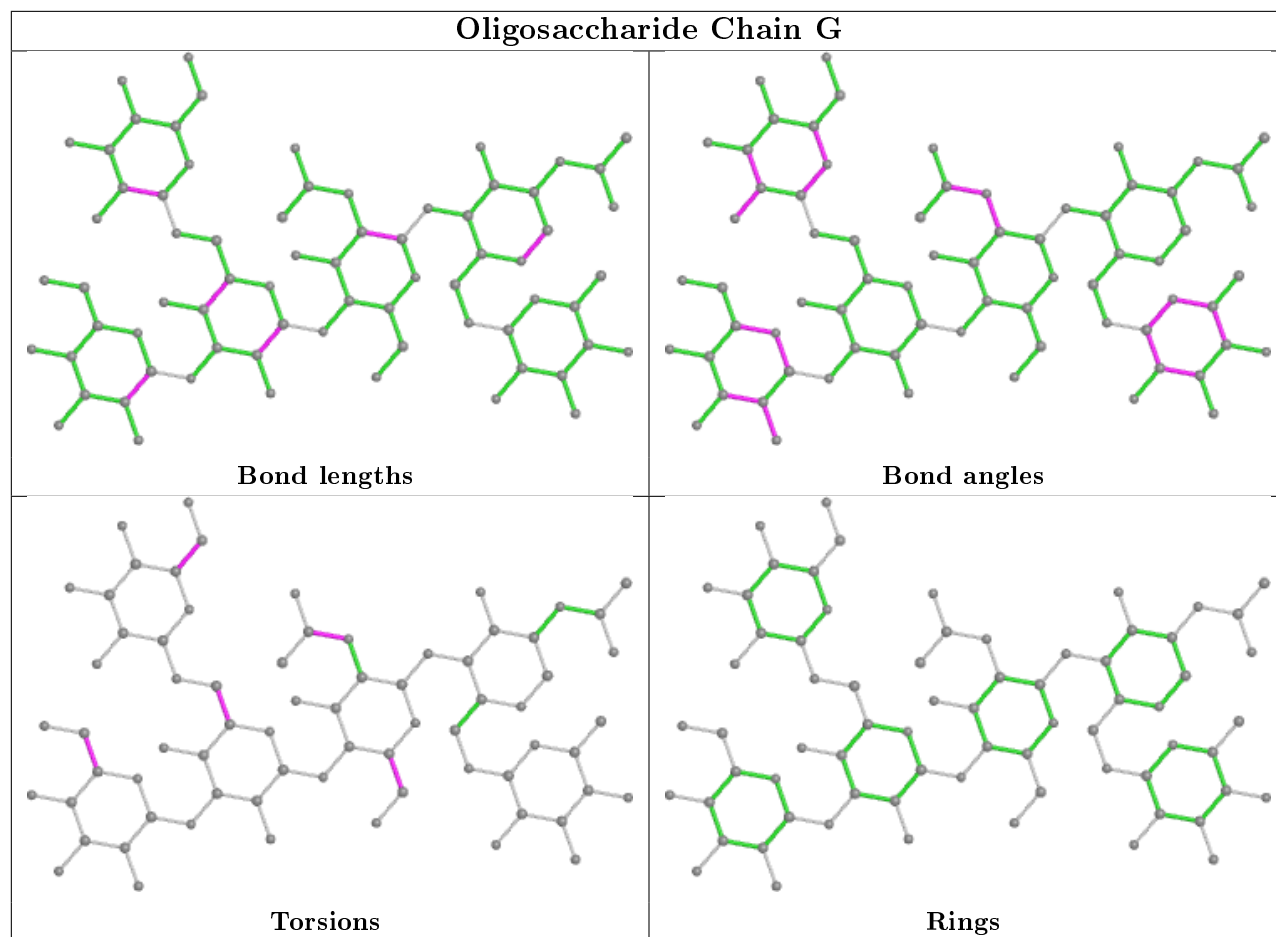 Oligosaccharide Chain G
Bond lengths
Bond angles
Torsions
Rings